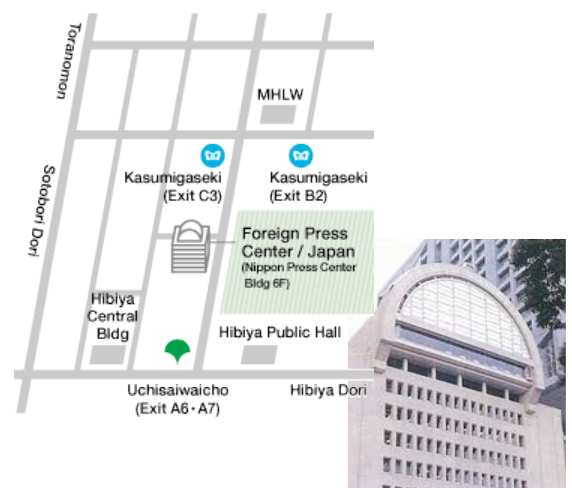 Toranomon
MHLW
Sotobori Dori
Kasumigaseki
(Exit C3)
Kasumigaseki
(Exit B2)
Foreign Press
Center / Japan
(Nippon Press Center
Bldg 6F)
Hibiya
Central
Bldg
Hibiya Public Hall
Uchisaiwaicho
(Exit A6・A7)
Hibiya Dori